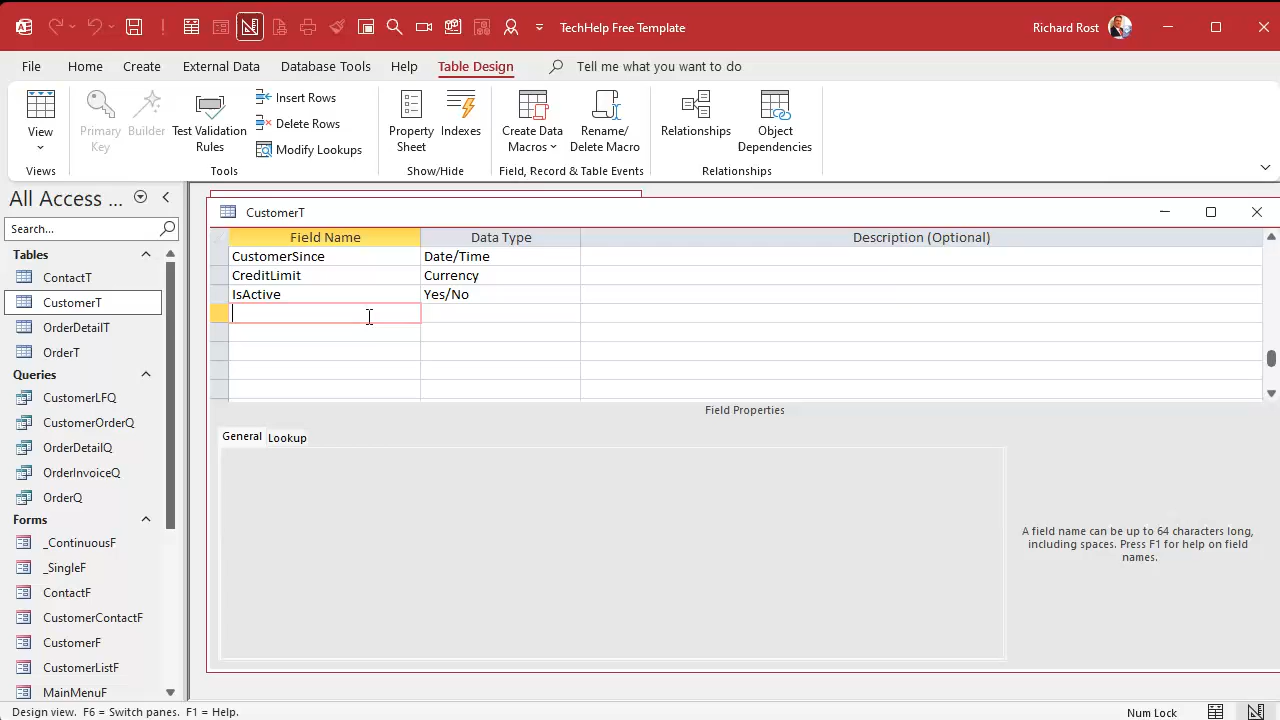 TechHelp Free Template
Richard Rost
File Home Create External Data Database Tools Help Table Design Tell me what you want to do
View
Primary Key
Builder
Test Validation Rules
Insert Rows
Delete Rows
Modify Lookups
Property Sheet
Indexes
Create Data Macros
Rename/ Delete Macro
Relationships
Object Dependencies
Views
Tools
Show/Hide
Field, Record & Table Events
Relationships
All Access ...
Search...
Tables
ContactT
CustomerT
OrderDetailT
OrderT
Queries
CustomerLFQ
CustomerOrderQ
OrderDetailQ
OrderInvoiceQ
OrderQ
Forms
_ContinuousF
_SingleF
ContactF
CustomerContactF
CustomerF
CustomerListF
MainMenuF
CustomerT
Field Name Data Type Description (Optional)
CustomerSince Date/Time
CreditLimit Currency
IsActive Yes/No
Field Properties
General Lookup
A field name can be up to 64 characters long,
including spaces. Press F1 for help on field
names.
Design view. F6 = Switch panes. F1 = Help.
Num Lock